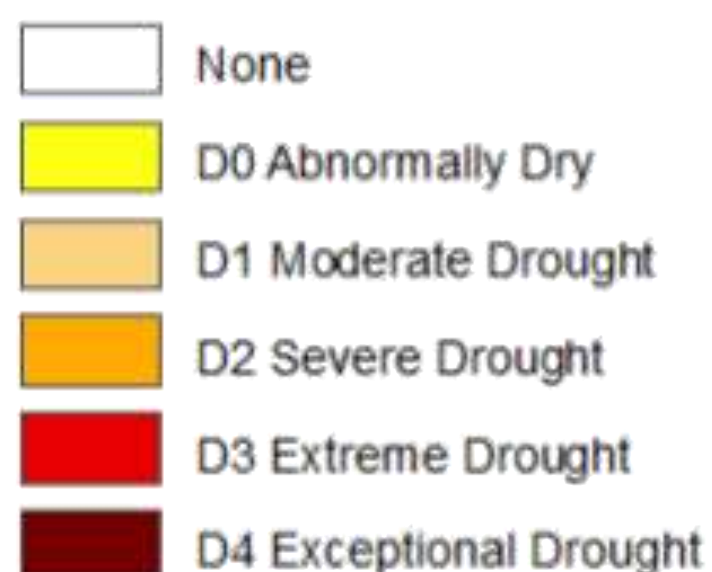 None
D0 Abnormally Dry
D1 Moderate Drought
D2 Severe Drought
D3 Extreme Drought
D4 Exceptional Drought